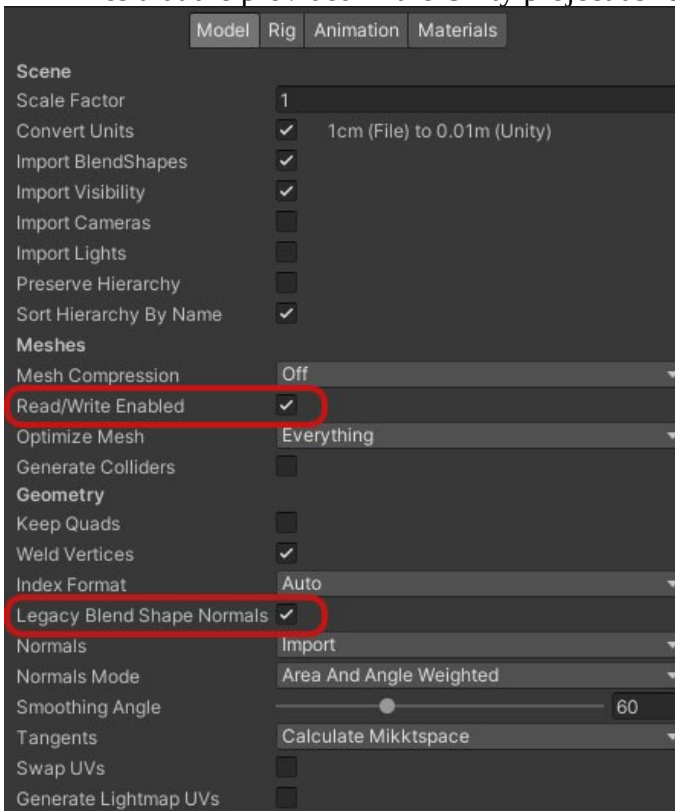 Model Rig Animation Materials
Scene
Scale Factor 1
Convert Units 1cm (File) to 0.01m (Unity)
Import BlendShapes
Import Visibility
Import Cameras
Import Lights
Preserve Hierarchy
Sort Hierarchy By Name
Meshes
Mesh Compression Off
Read/Write Enabled
Optimize Mesh Everything
Generate Colliders
Geometry
Keep Quads
Weld Vertices
Index Format Auto
Legacy Blend Shape Normals
Normals Import
Normals Mode Area And Angle Weighted
Smoothing Angle 60
Tangents Calculate Mikktspace
Swap UVs
Generate Lightmap UVs